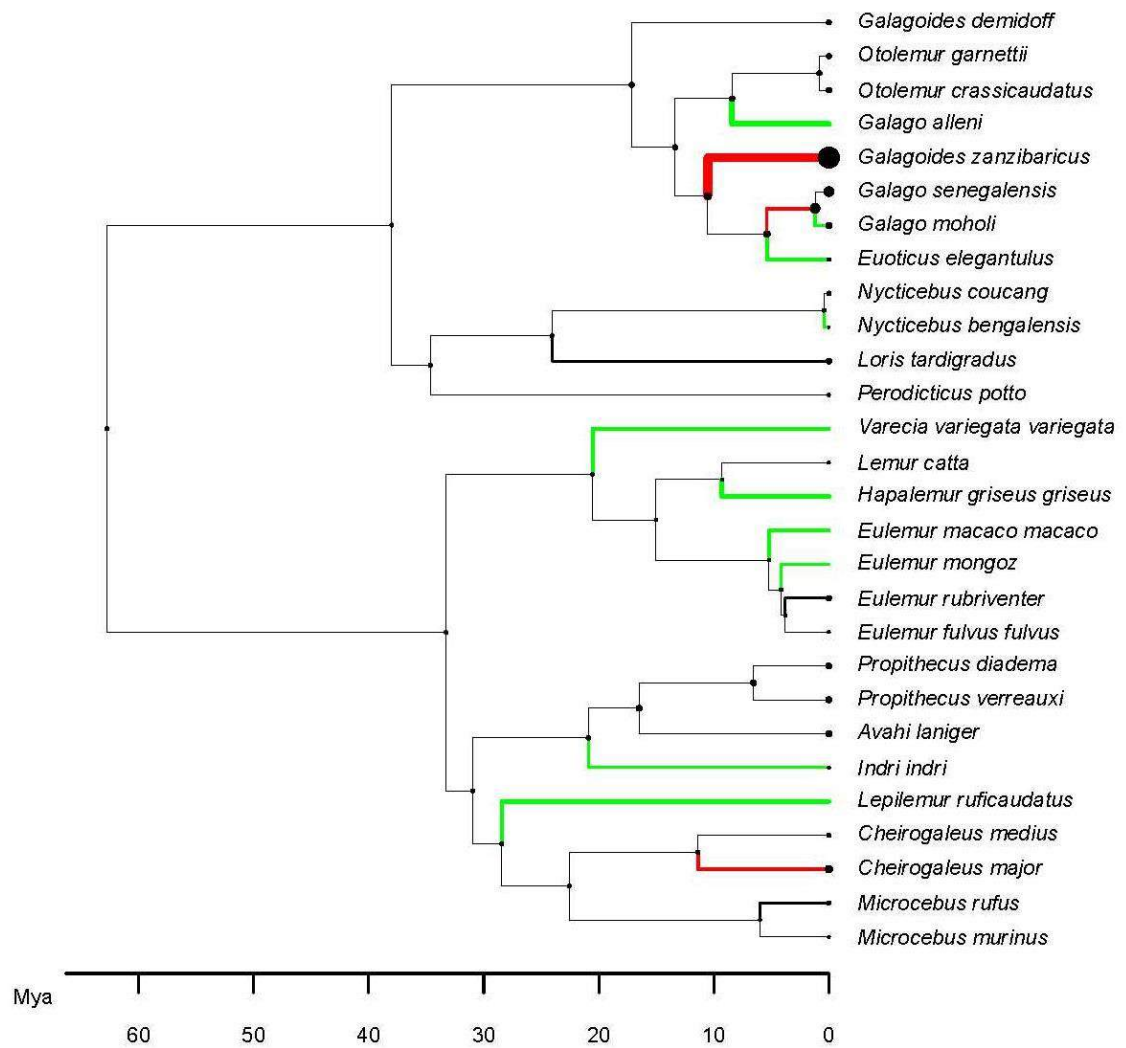 Galagoides demidoff
Otolemur garnettii
Otolemur crassicaudatus
Galago alleni
Galagoides zanzibaricus
Galago senegalensis
Galago moholi
Euoticus elegantulus
Nycticebus coucang
Nycticebus bengalensis
Loris tardigradus
Perodicticus potto
Varecia variegata variegata
Lemur catta
Hapalemur griseus griseus
Eulemur macaco macaco
Eulemur mongoz
Eulemur rubriventer
Eulemur fulvus fulvus
Propithecus diadema
Propithecus verreauxi
Avahi laniger
Indri indri
Lepilemur ruficaudatus
Cheirogaleus medius
Cheirogaleus major
Microcebus rufus
Microcebus murinus
Mya
60 50 40 30 20 10 0